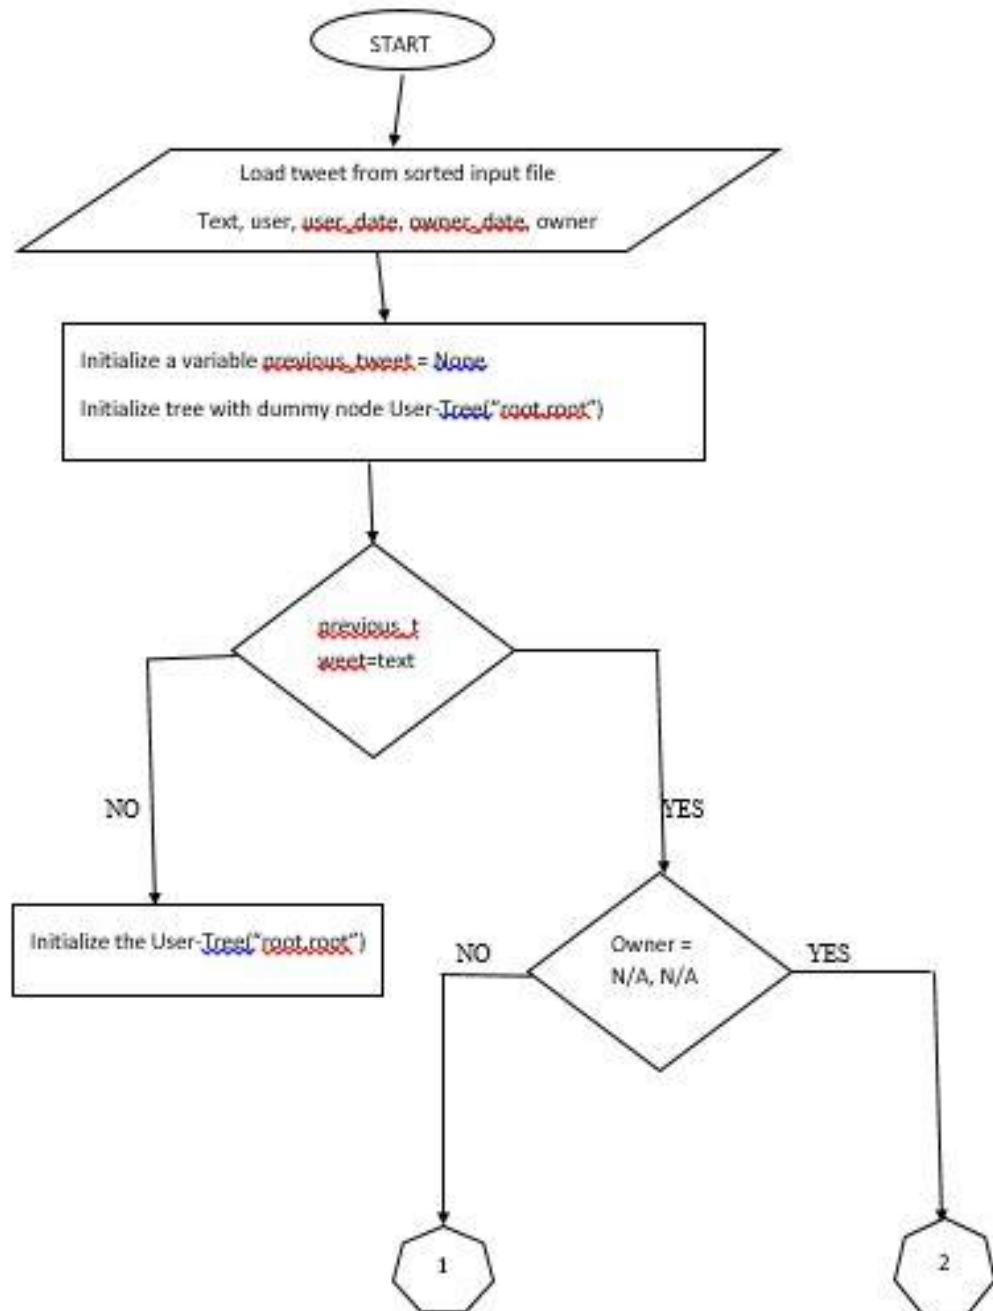 START
Load tweet from sorted input file
Text, user, user_date, owner_date, owner
Initialize a variable previous_tweet = None
Initialize tree with dummy node User-Tree("root,root")
previous_t
weet=text
NO
YES
Initialize the User-Tree("root,root")
NO
Owner =
N/A, N/A
YES
1
2